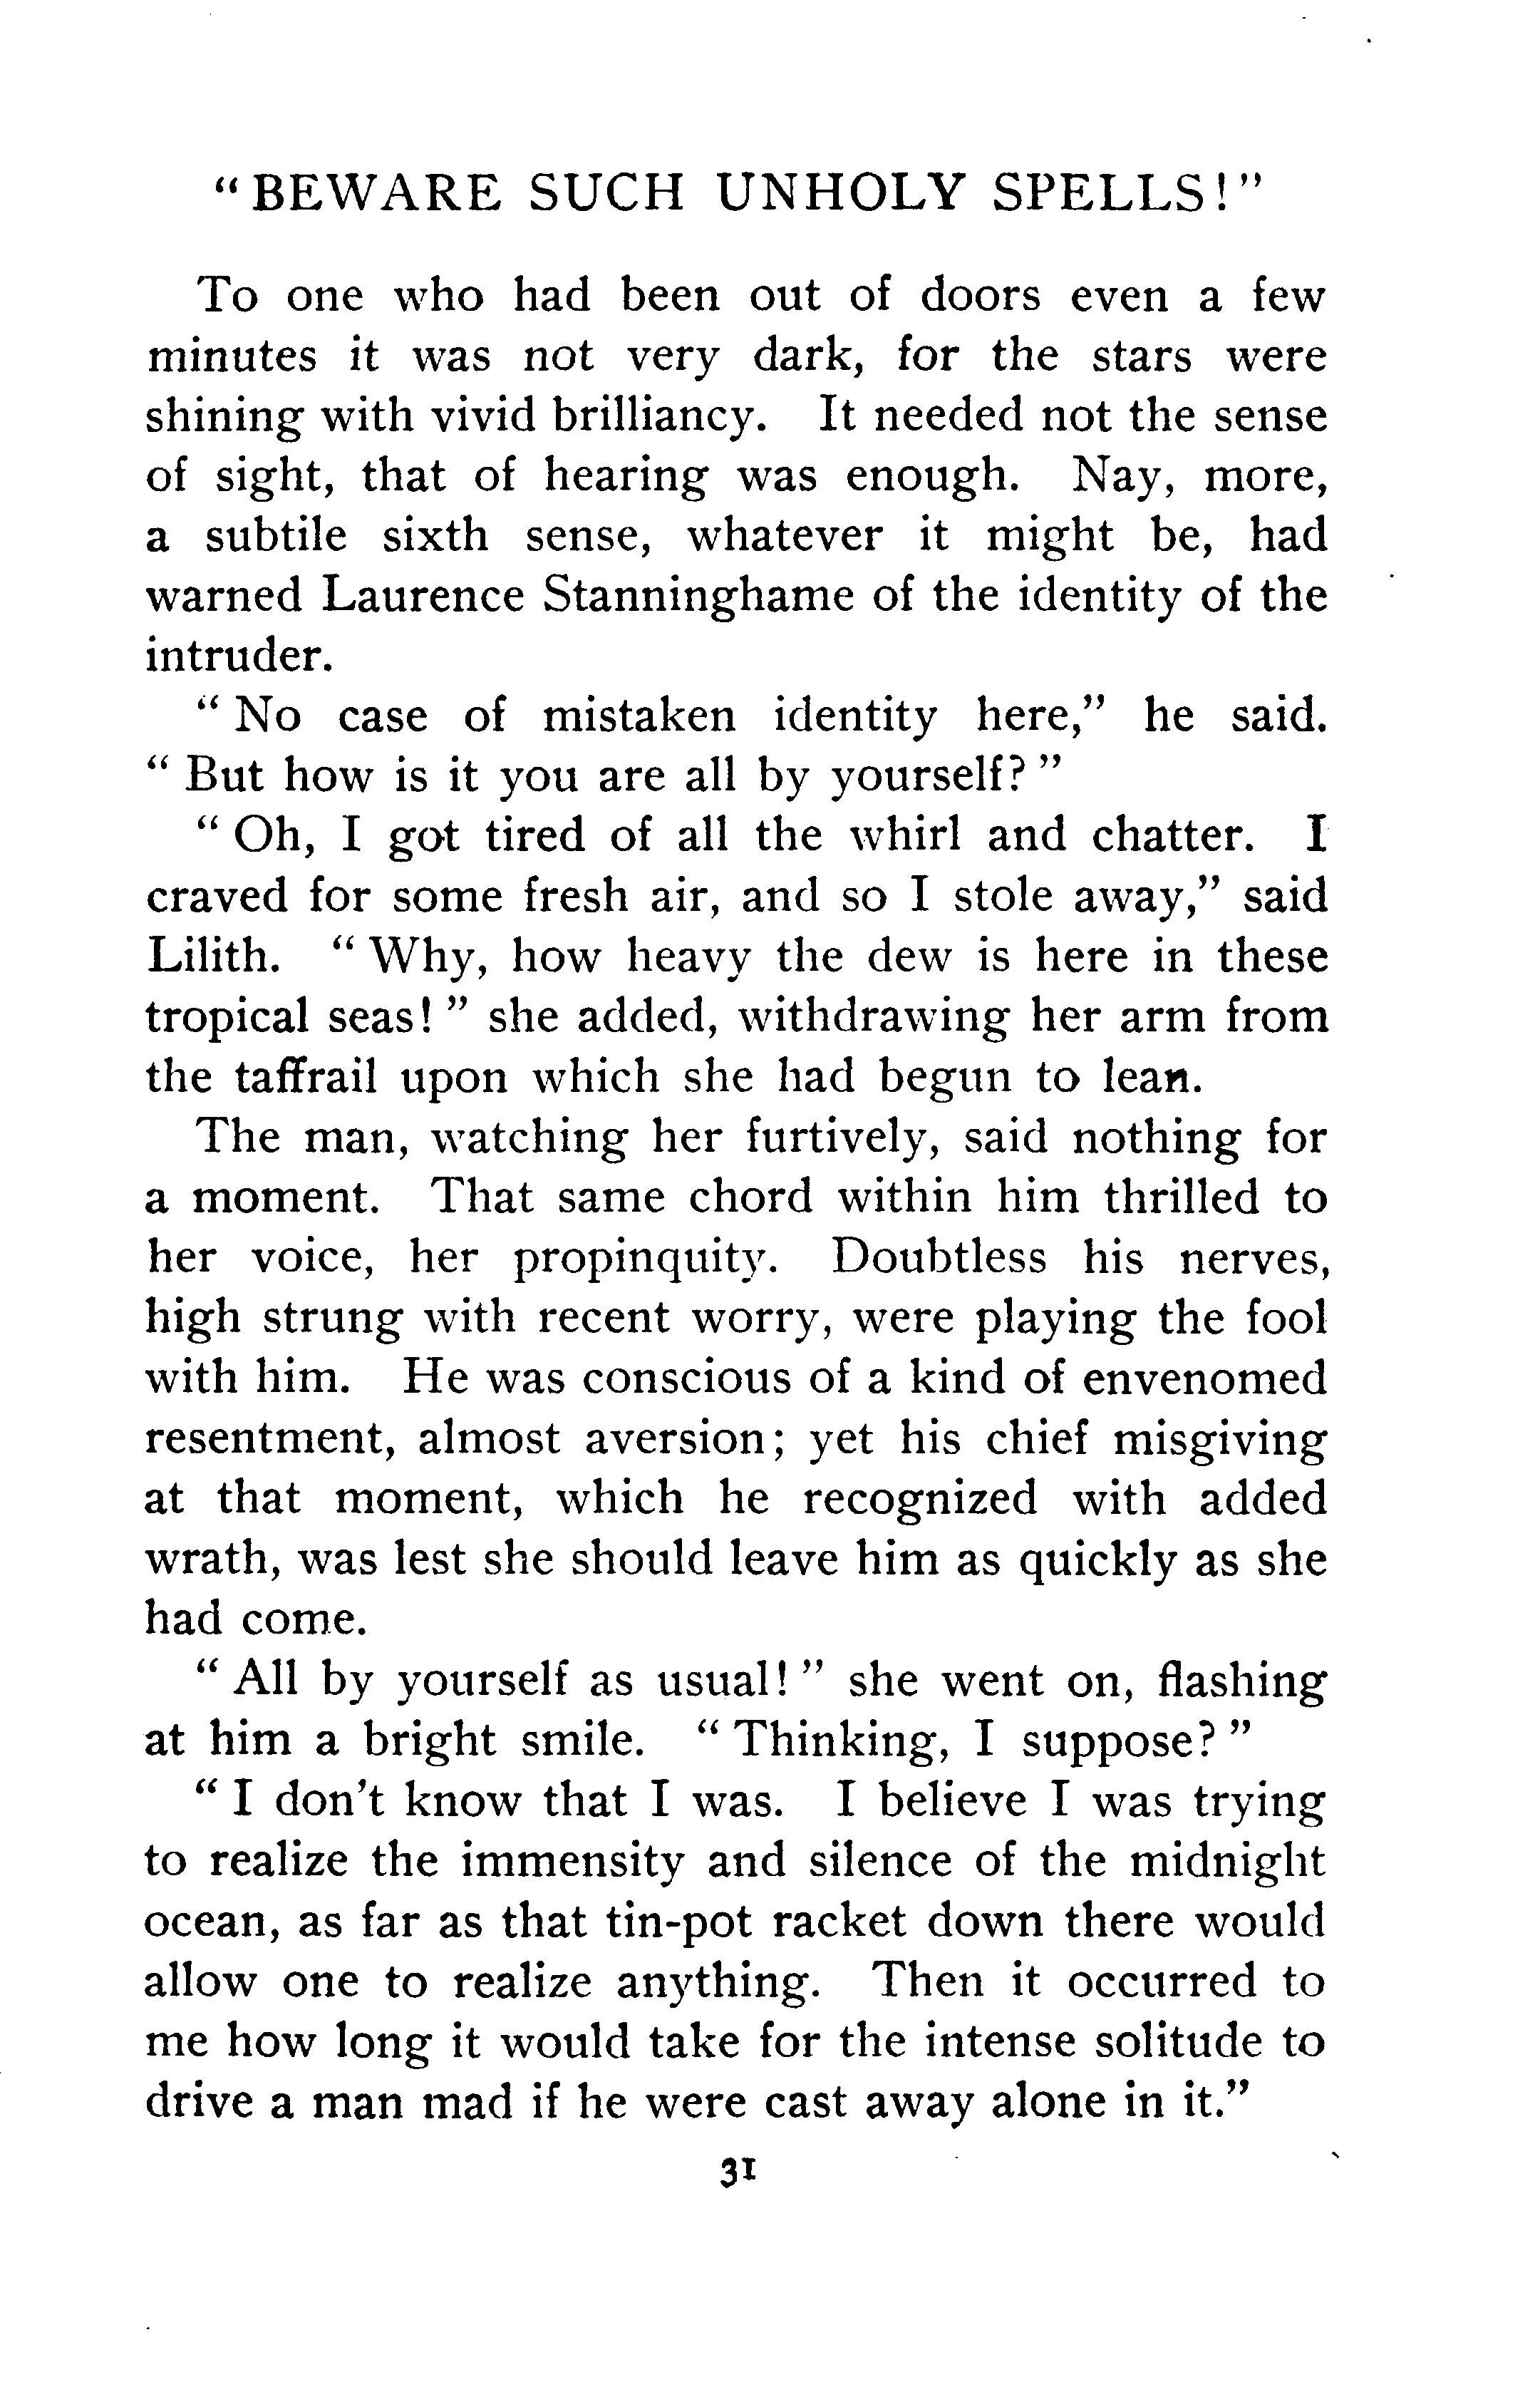 "BEWARE SUCH UNHOLY SPELLS!"
To one who had been out of doors even a few
minutes it was not very dark, for the stars were
shining with vivid brilliancy. It needed not the sense
of sight, that of hearing was enough. Nay, more,
a subtile sixth sense, whatever it might be, had
warned Laurence Stanninghame of the identity of the
intruder.
"No case of mistaken identity here," he said.
"But how is it you are all by yourself?"
"Oh, I got tired of all the whirl and chatter. I
craved for some fresh air, and so I stole away," said
Lilith. "Why, how heavy the dew is here in these
tropical seas!" she added, withdrawing her arm from
the taffrail upon which she had begun to lean.
The man, watching her furtively, said nothing for
a moment. That same chord within him thrilled to
her voice, her propinquity. Doubtless his nerves,
high strung with recent worry, were playing the fool
with him. He was conscious of a kind of envenomed
resentment, almost aversion; yet his chief misgiving
at that moment, which he recognized with added
wrath, was lest she should leave him as quickly as she
had come.
"All by yourself as usual!" she went on, flashing
at him a bright smile. "Thinking, I suppose?"
"I don't know that I was. I believe I was trying
to realize the immensity and silence of the midnight
ocean, as far as that tin-pot racket down there would
allow one to realize anything. Then it occurred to
me how long it would take for the intense solitude to
drive a man mad if he were cast away alone in it."
31